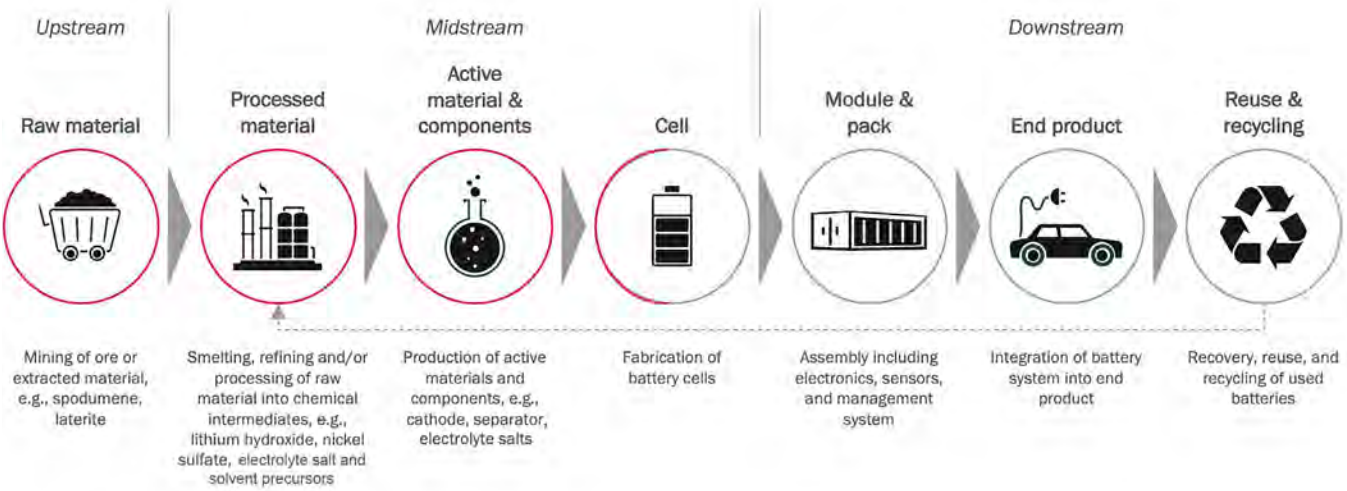 Upstream
Midstream
Downstream
Raw material
Processed
material
Active
material &
components
Cell
Module &
pack
End product
Reuse &
recycling
Mining of ore or
extracted material,
e.g., spodumene,
laterite
Smelting, refining and/or
processing of raw
material into chemical
intermediates, e.g.,
lithium hydroxide, nickel
sulfate, electrolyte salt and
solvent precursors
Production of active
materials and
components, e.g.,
cathode, separator,
electrolyte salts
Fabrication of
battery cells
Assembly including
electronics, sensors,
and management
system
Integration of battery
system into end
product
Recovery, reuse, and
recycling of used
batteries